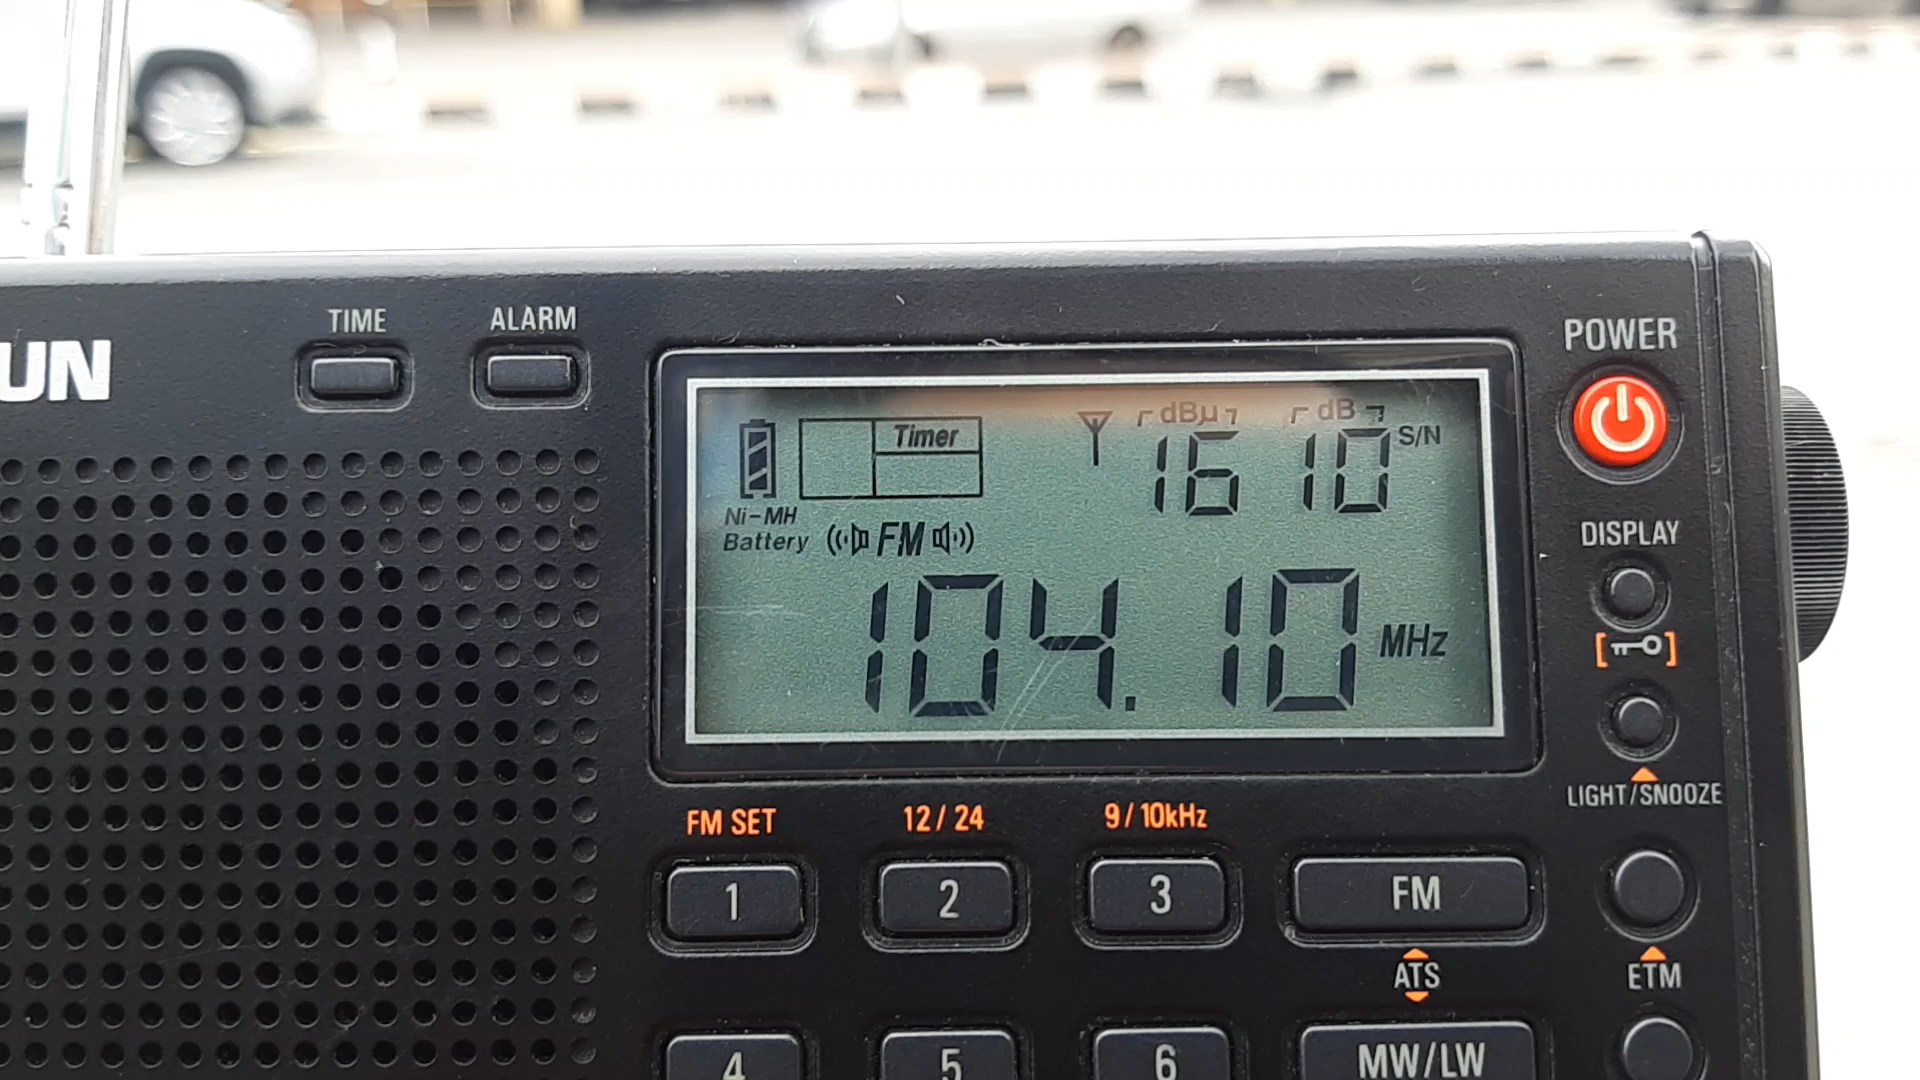 TIME ALARM
POWER
UN
Timer
dBµ dB
16 10 S/N
Ni-MH
Battery
FM
104.10 MHz
DISPLAY
LIGHT/SNOOZE
FM SET 12/24 9/10kHz
1 2 3 FM
ATS
ETM
4 5 6 MW/LW